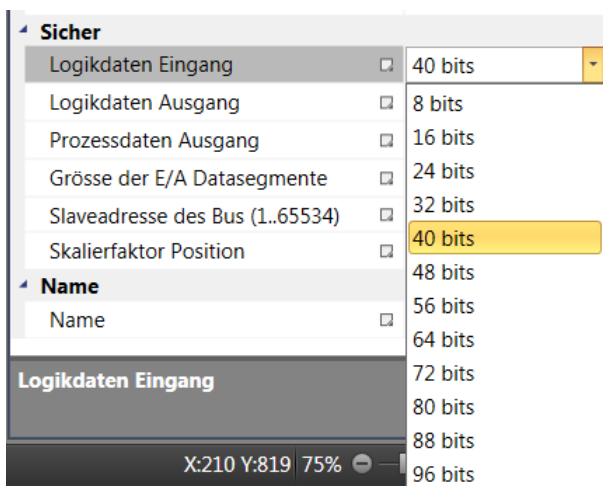 Sicher
Logikdaten Eingang 40 bits
Logikdaten Ausgang 8 bits
Prozessdaten Ausgang 16 bits
Grösse der E/A Datasegmente 24 bits
Slaveadresse des Bus (1..65534) 32 bits
Skalierfaktor Position 40 bits
Name 48 bits
Name 56 bits
64 bits
Logikdaten Eingang 72 bits
80 bits
88 bits
X:210 Y:819 75% 96 bits